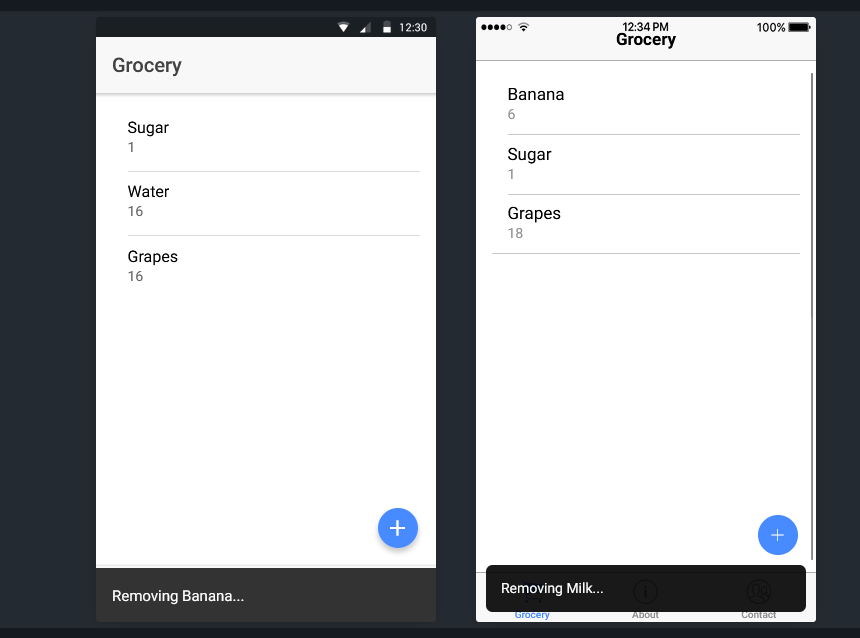 12:30
Grocery
Sugar
1
Water
16
Grapes
16
Removing Banana...
12:34 PM
100%
Grocery
Banana
6
Sugar
1
Grapes
18
Removing Milk...
Grocery
About
Contact